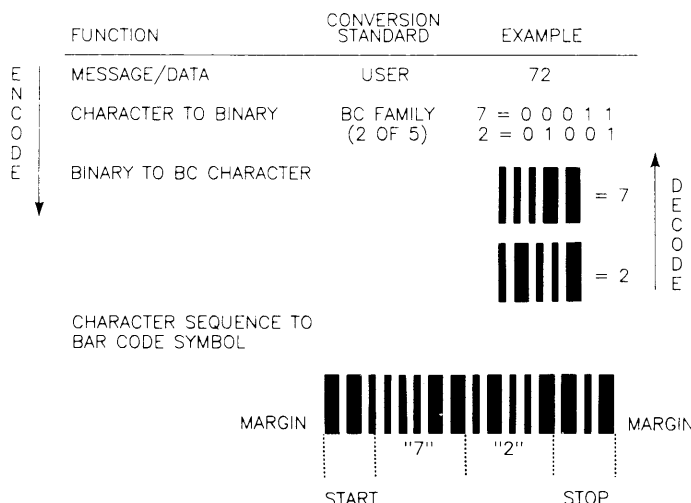 FUNCTION
CONVERSION
STANDARD
EXAMPLE
ENCODE
MESSAGE/DATA
USER
72
CHARACTER TO BINARY
BC FAMILY
(2 OF 5)
7 = 0 0 0 1 1
2 = 0 1 0 0 1
BINARY TO BC CHARACTER
= 7
= 2
DECODE
CHARACTER SEQUENCE TO
BAR CODE SYMBOL
MARGIN
"7"
"2"
MARGIN
START
STOP